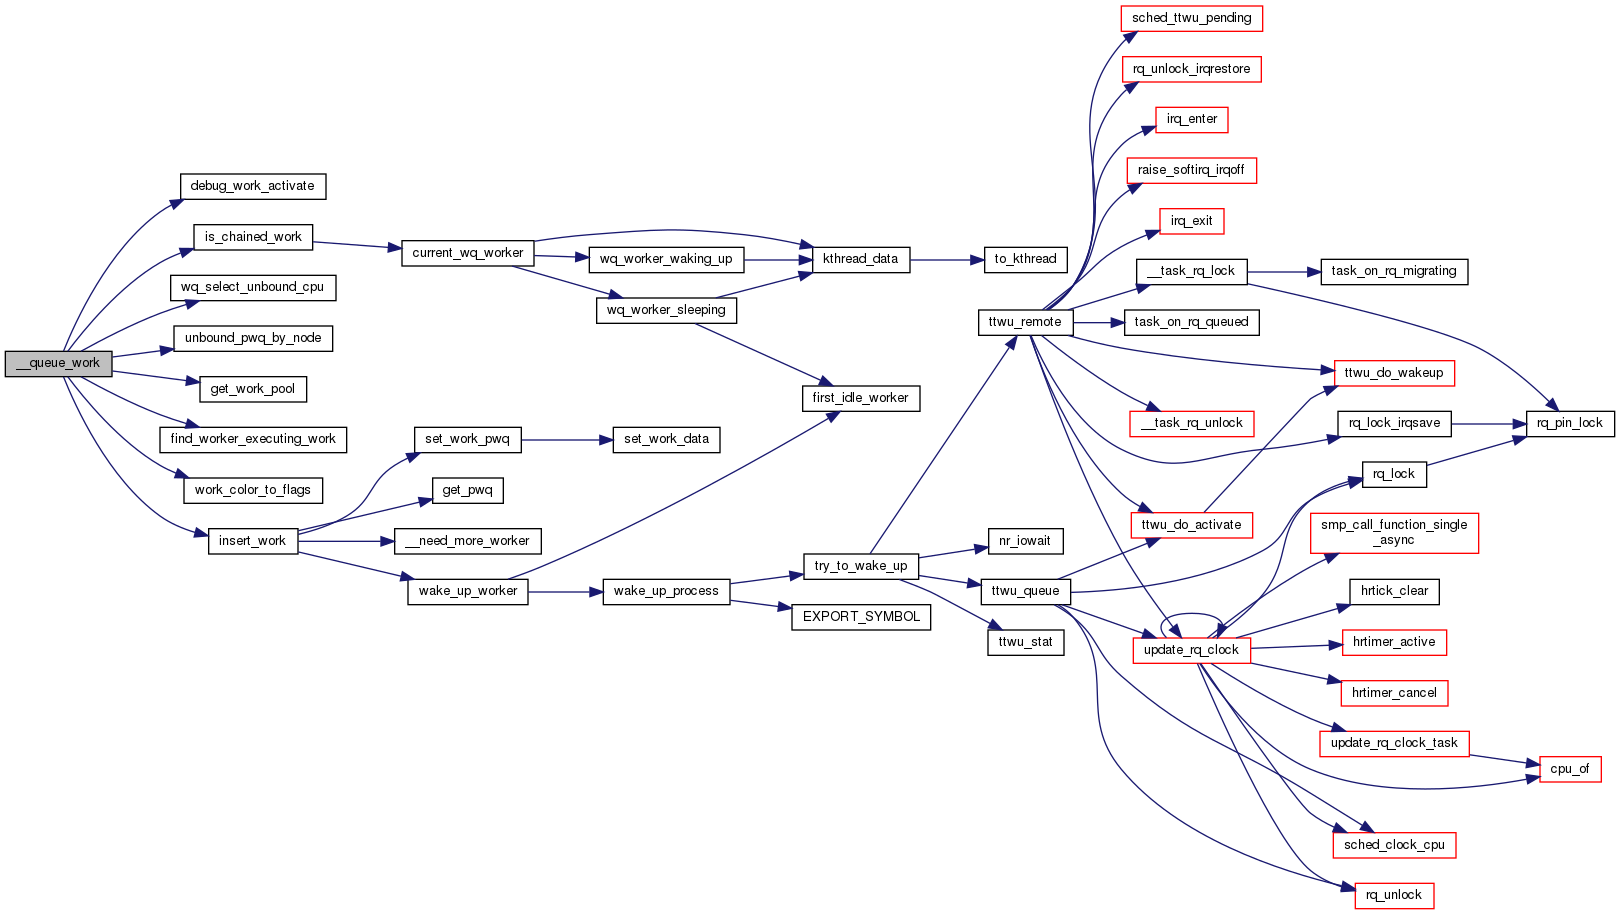 __queue_work
debug_work_activate
is_chained_work
wq_select_unbound_cpu
unbound_pwq_by_node
get_work_pool
find_worker_executing_work
work_color_to_flags
insert_work
current_wq_worker
set_work_pwq
get_pwq
__need_more_worker
wake_up_worker
wq_worker_waking_up
wq_worker_sleeping
set_work_data
wake_up_process
kthread_data
first_idle_worker
try_to_wake_up
EXPORT_SYMBOL
to_kthread
ttwu_remote
nr_iowait
ttwu_queue
ttwu_stat
sched_ttwu_pending
rq_unlock_irqrestore
irq_enter
raise_softirq_irqoff
irq_exit
__task_rq_lock
task_on_rq_queued
__task_rq_unlock
ttwu_do_activate
update_rq_clock
task_on_rq_migrating
ttwu_do_wakeup
rq_lock_irqsave
rq_lock
smp_call_function_single
_async
hrtick_clear
hrtimer_active
hrtimer_cancel
update_rq_clock_task
sched_clock_cpu
rq_unlock
rq_pin_lock
cpu_of